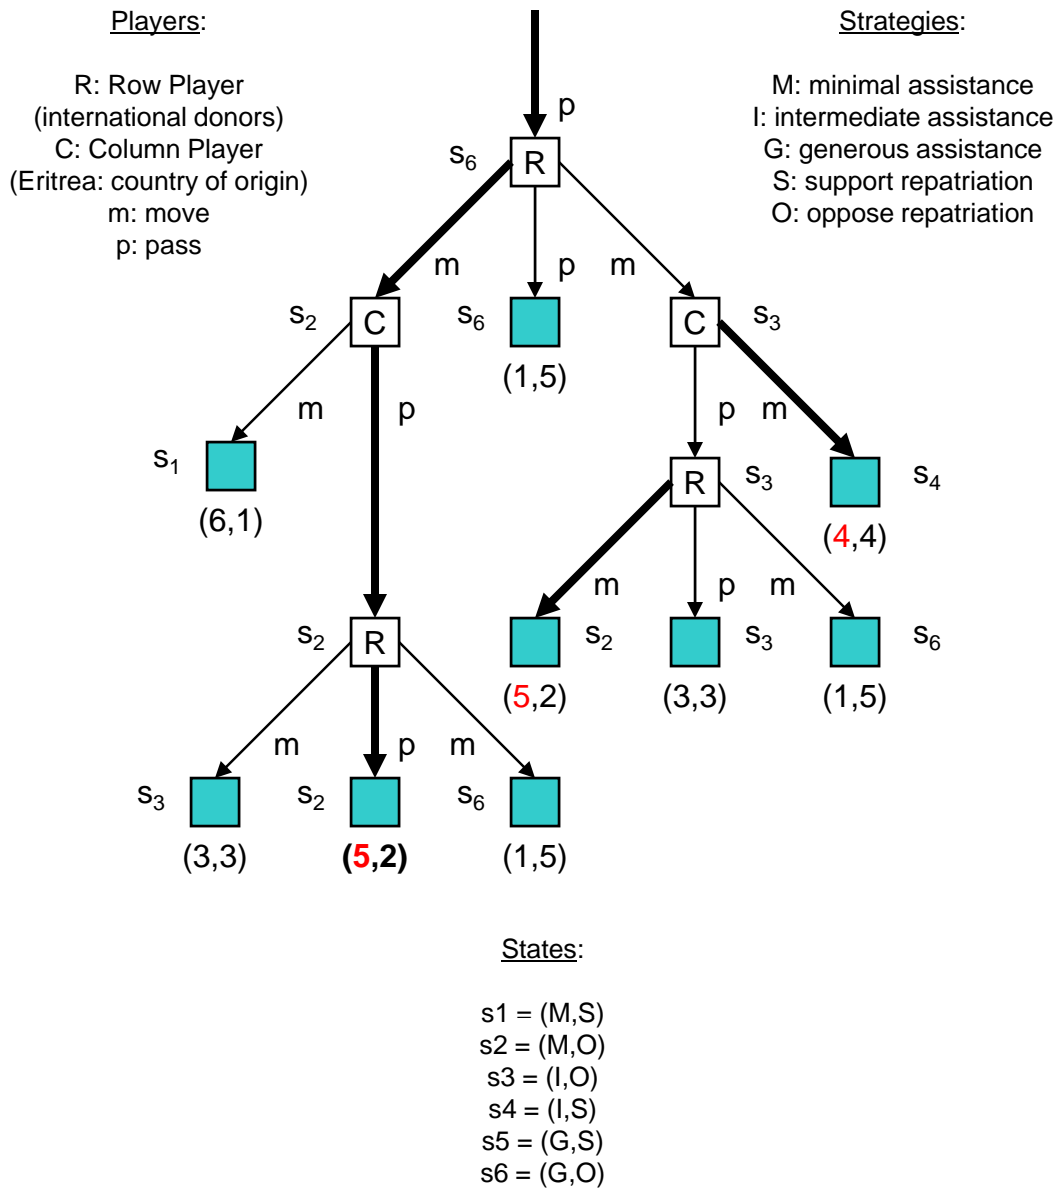 Players:
R: Row Player
(international donors)
C: Column Player
(Eritrea: country of origin)
m: move
p: pass
Strategies:
M: minimal assistance
I: intermediate assistance
G: generous assistance
S: support repatriation
O: oppose repatriation
p
s6 R
m p m
s2 C s6 C s3
(1,5)
m p p m
s1 R s3 s4
(6,1) (4,4)
m p m
s2 R s2 s3 s6
(5,2) (3,3) (1,5)
m p m
s3 s2 s6
(3,3) (5,2) (1,5)
States:
s1 = (M,S)
s2 = (M,O)
s3 = (I,O)
s4 = (I,S)
s5 = (G,S)
s6 = (G,O)